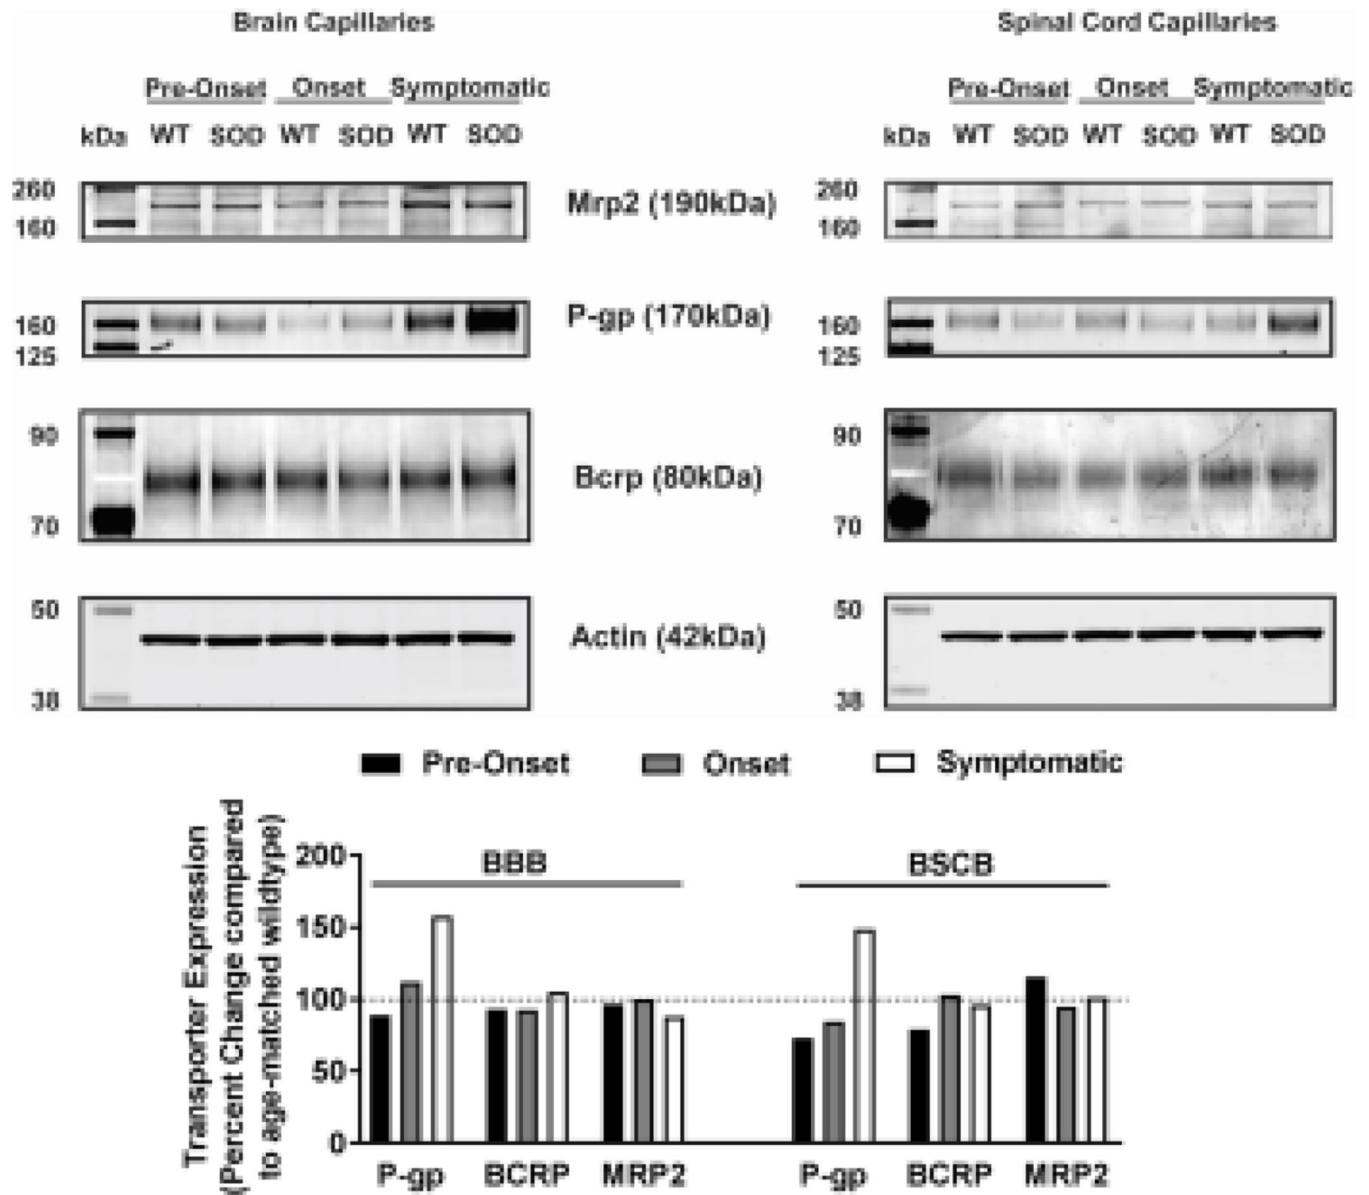 Brain Capillaries
Spinal Cord Capillaries
Pre-Onset Onset Symptomatic
Pre-Onset Onset Symptomatic
kDa WT SOD WT SOD WT SOD
kDa WT SOD WT SOD WT SOD
260
160
Mrp2 (190kDa)
260
160
160
125
P-gp (170kDa)
160
125
90
70
Bcrp (80kDa)
90
70
50
38
Actin (42kDa)
50
38
Pre-Onset Onset Symptomatic
Transporter Expression
(Percent Change compared
to age-matched wildtype)
200
150
100
50
0
BBB
BSCB
P-gp BCRP MRP2 P-gp BCRP MRP2